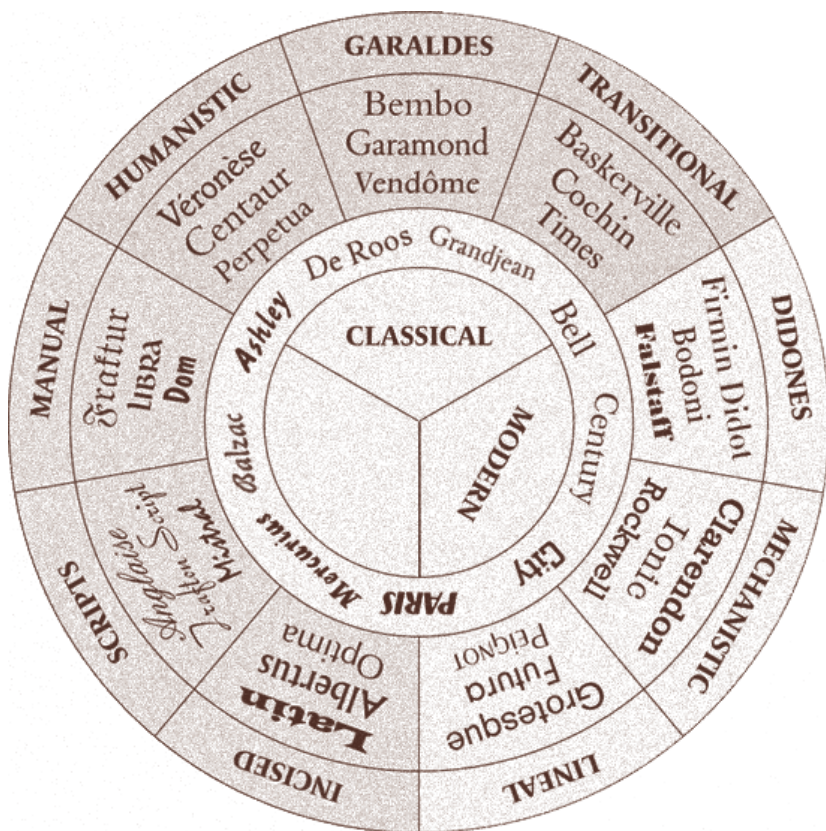 GARALDES
Bembo
Garamond
Vendôme
TRANSITIONAL
Baskerville
Cochin
Times
DIDONES
Firmin Didot
Bodoni
Falstaff
MECHANISTIC
Clarendon
Ionic
Rockwell
LINEAL
Grotesque
Futura
PEIGNOT
INCISED
Latin
Albertus
Optima
SCRIPTS
Anglaise
Trafton Script
Mistral
MANUAL
Fraktur
LIBRA
Dom
HUMANISTIC
Véronèse
Centaur
Perpetua
De Roos
Grandjean
Bell
Century
City
PARIS
Mercurius
Balzac
Ashley
CLASSICAL
MODERN